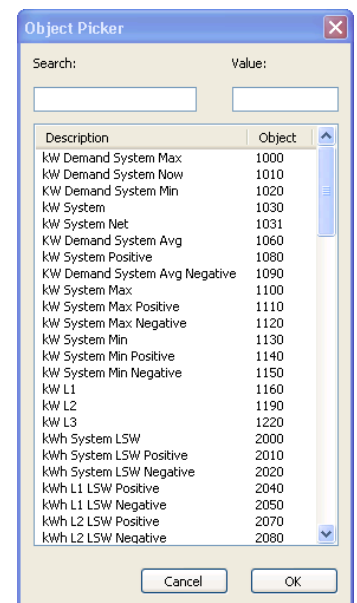 Object Picker
Search: Value:
Description Object
kW Demand System Max 1000
kW Demand System Now 1010
KW Demand System Min 1020
kW System 1030
kW System Net 1031
KW Demand System Avg 1060
kW System Positive 1080
KW Demand System Avg Negative 1090
kW System Max 1100
kW System Max Positive 1110
kW System Max Negative 1120
kW System Min 1130
kW System Min Positive 1140
kW System Min Negative 1150
kW L1 1160
kW L2 1190
kW L3 1220
kWh System LSW 2000
kWh System LSW Positive 2010
kWh System LSW Negative 2020
kWh L1 LSW Positive 2040
kWh L1 LSW Negative 2050
kWh L2 LSW Positive 2070
kWh L2 LSW Negative 2080
Cancel OK